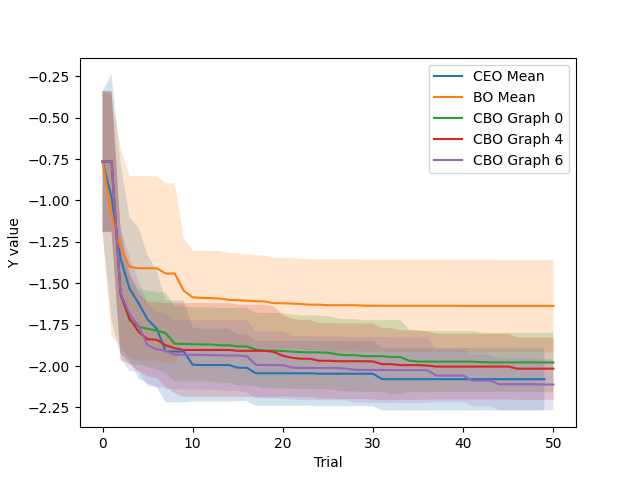 CEO Mean
BO Mean
CBO Graph 0
CBO Graph 4
CBO Graph 6
Y value
−0.25
−0.50
−0.75
−1.00
−1.25
−1.50
−1.75
−2.00
−2.25
0 10 20 30 40 50
Trial